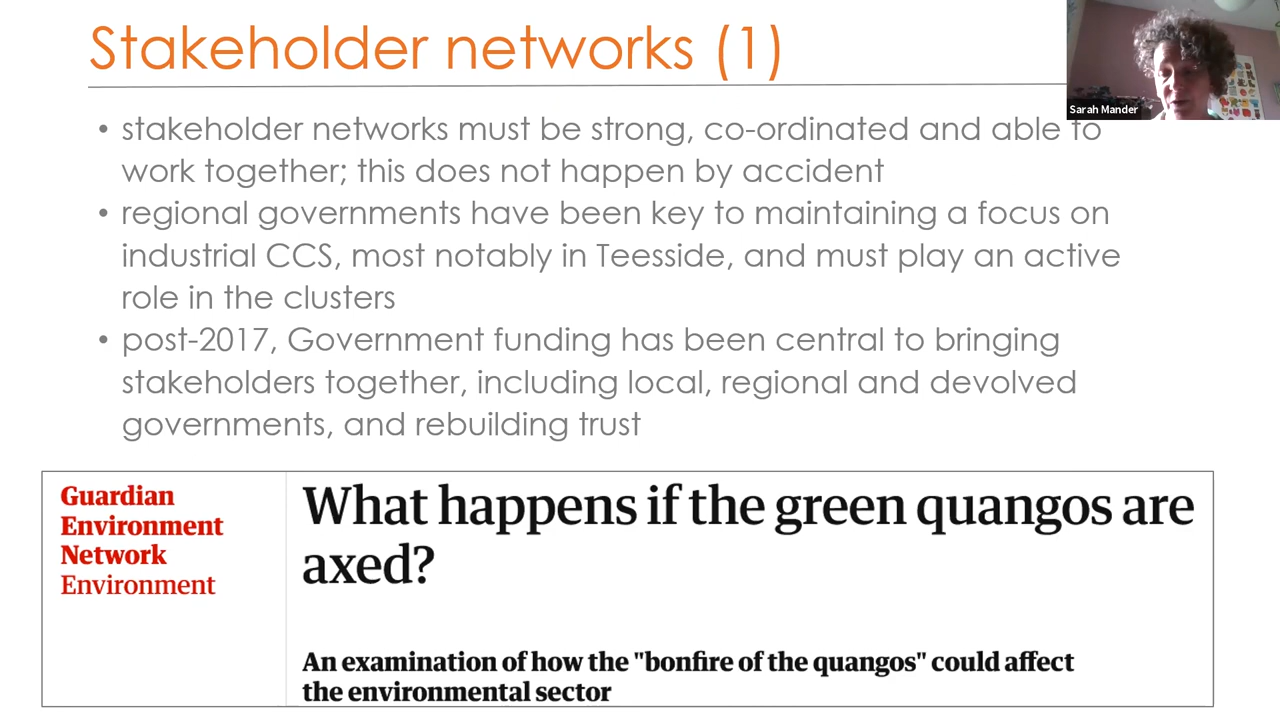 Stakeholder networks (1)
Sarah Mander
• stakeholder networks must be strong, co-ordinated and able to
work together; this does not happen by accident
• regional governments have been key to maintaining a focus on
industrial CCS, most notably in Teesside, and must play an active
role in the clusters
• post-2017, Government funding has been central to bringing
stakeholders together, including local, regional and devolved
governments, and rebuilding trust
Guardian
Environment
Network
Environment
What happens if the green quangos are
axed?
An examination of how the "bonfire of the quangos" could affect
the environmental sector